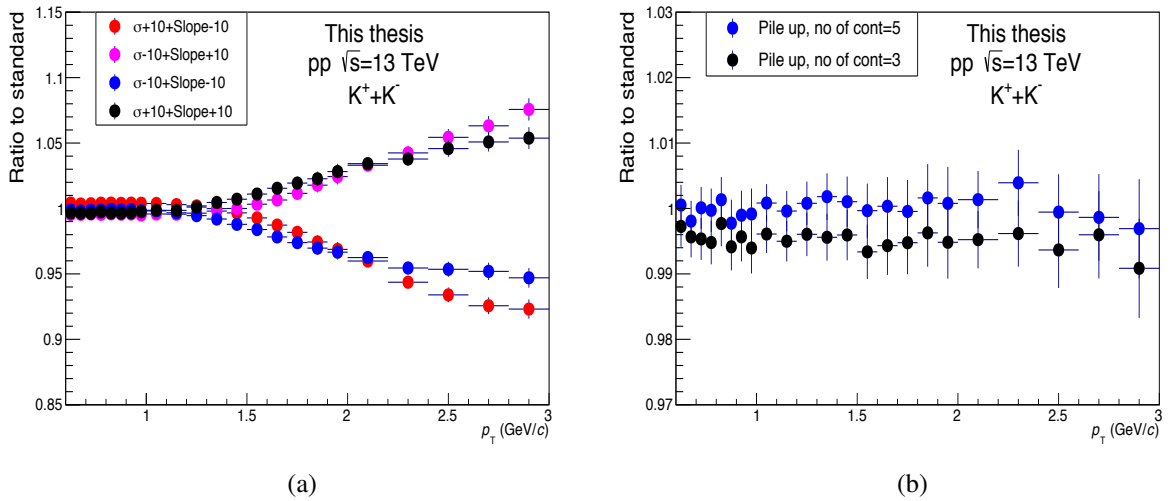 Ratio to standard
1.15
1.1
1.05
1
0.95
0.9
0.85
σ+10+Slope-10
σ-10+Slope+10
σ-10+Slope-10
σ+10+Slope+10
This thesis
pp √s=13 TeV
K⁺+K⁻
1 1.5 2 2.5 3
p_T (GeV/c)
(a)
Ratio to standard
1.03
1.02
1.01
1
0.99
0.98
0.97
Pile up, no of cont=5
Pile up, no of cont=3
This thesis
pp √s=13 TeV
K⁺+K⁻
1 1.5 2 2.5 3
p_T (GeV/c)
(b)